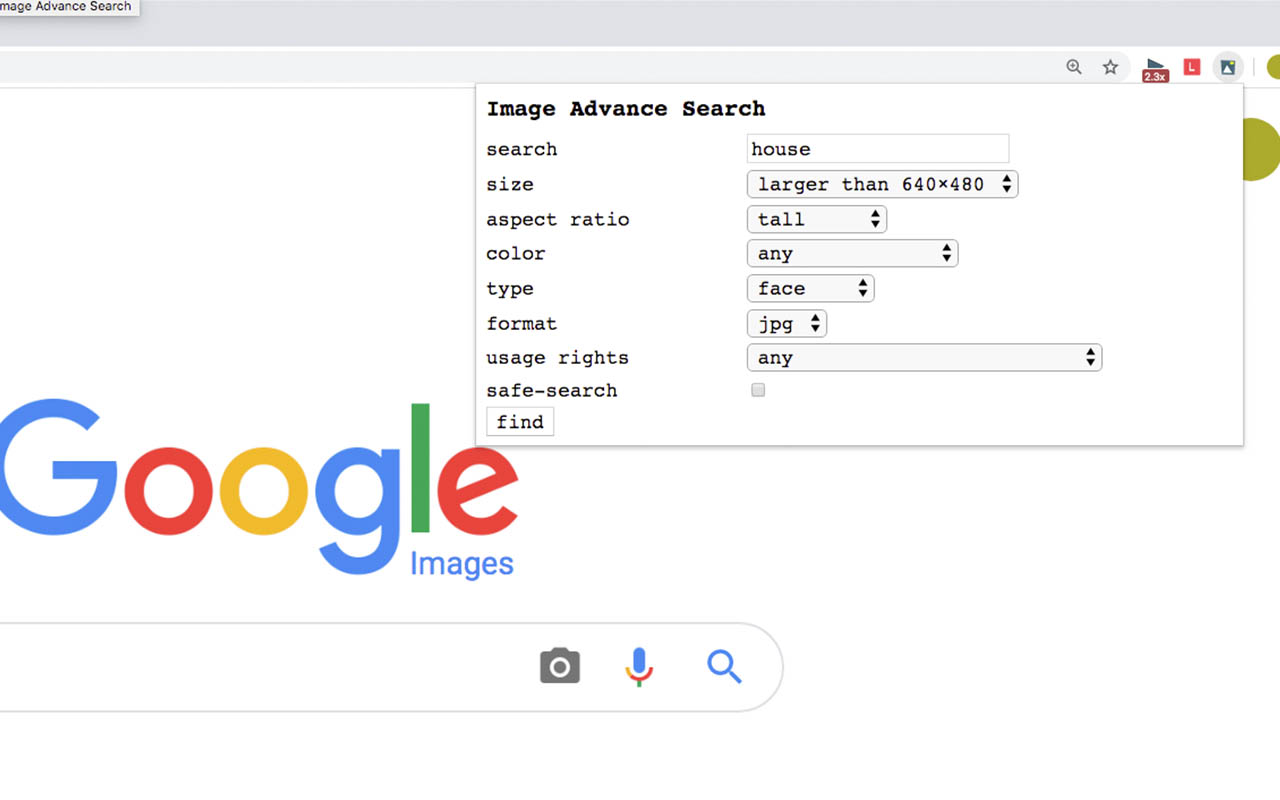 mage Advance Search
2.3x
L
Image Advance Search
search house
size larger than 640×480
aspect ratio tall
color any
type face
format jpg
usage rights any
safe-search
find
Google
Images